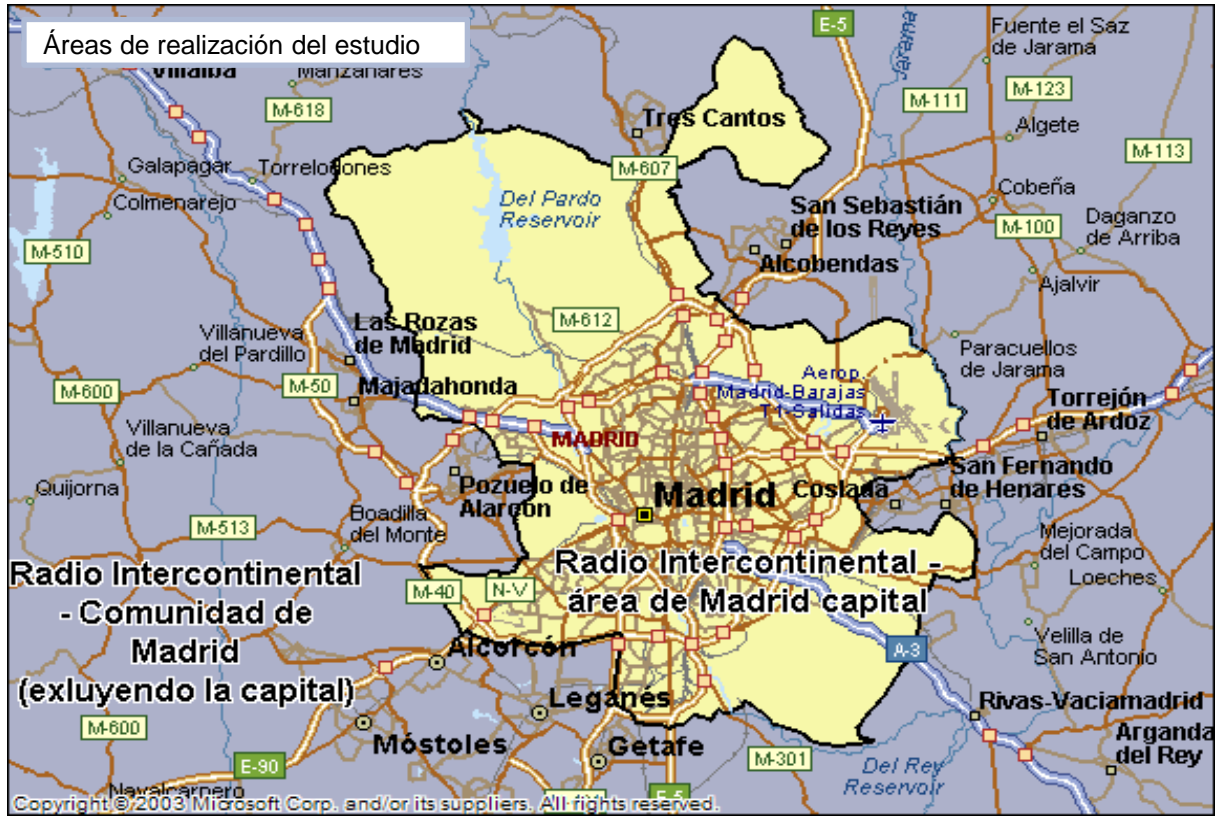 Áreas de realización del estudio
E-5
Fuente el Saz
de Jarama
Jarama
Villalba
Manzanares
M-618
M-111
M-123
Tres Cantos
Algete
M-113
Galapagar
Torrelodones
M-607
Colmenarejo
Del Pardo
Reservoir
San Sebastián
de los Reyes
Cobeña
M-100
Daganzo
de Arriba
M-510
Alcobendas
Ajalvir
Villanueva
del Pardillo
Las Rozas
de Madrid
M-612
Paracuellos
de Jarama
M-600
M-50
Majadahonda
Aerop.
Madrid-Barajas
T1-Salidas
Torrejón
de Ardoz
Villanueva
de la Cañada
MADRID
Quijorna
Pozuelo de
Alarcón
Madrid
Coslada
San Fernando
de Henares
M-513
Boadilla
del Monte
Mejorada
del Campo
Loeches
Radio Intercontinental
- Comunidad de
Madrid
(exluyendo la capital)
M-40
N-V
Radio Intercontinental -
área de Madrid capital
Velilla de
San Antonio
Alcorcón
A-3
Leganés
Rivas-Vaciamadrid
M-600
Móstoles
Getafe
M-301
Arganda
del Rey
E-90
Del Rey
Reservoir
Navalcarnero
E-5
Copyright © 2003 Microsoft Corp. and/or its suppliers. All rights reserved.